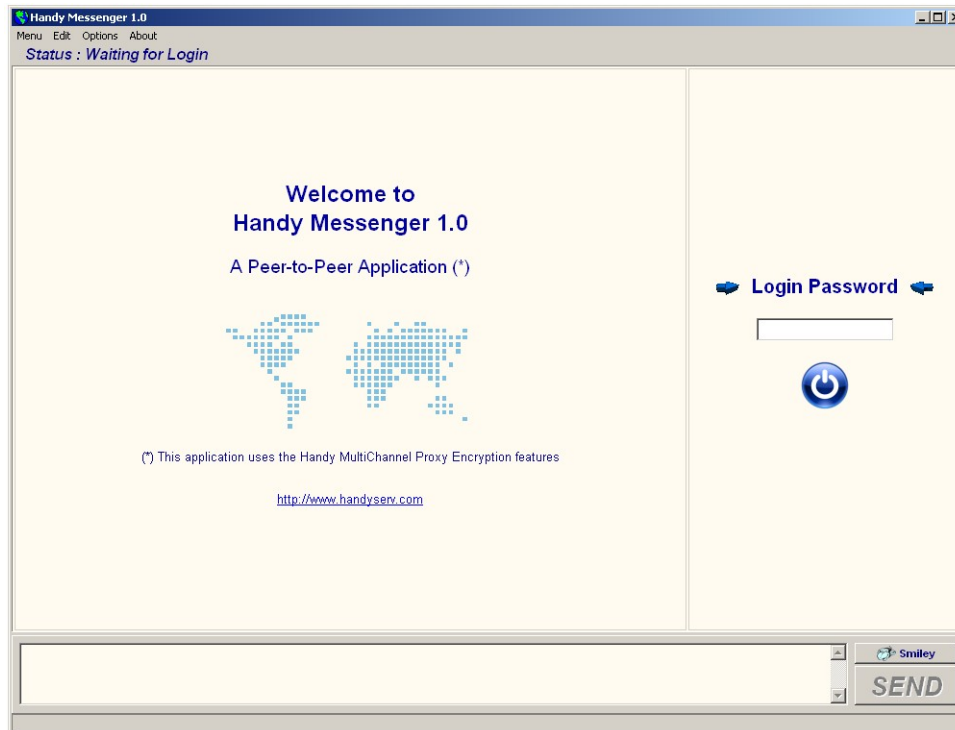 Handy Messenger 1.0
Menu Edit Options About
Status : Waiting for Login
Welcome to
Handy Messenger 1.0
A Peer-to-Peer Application (*)
(*) This application uses the Handy MultiChannel Proxy Encryption features
http://www.handyserv.com
Login Password
Smiley
SEND